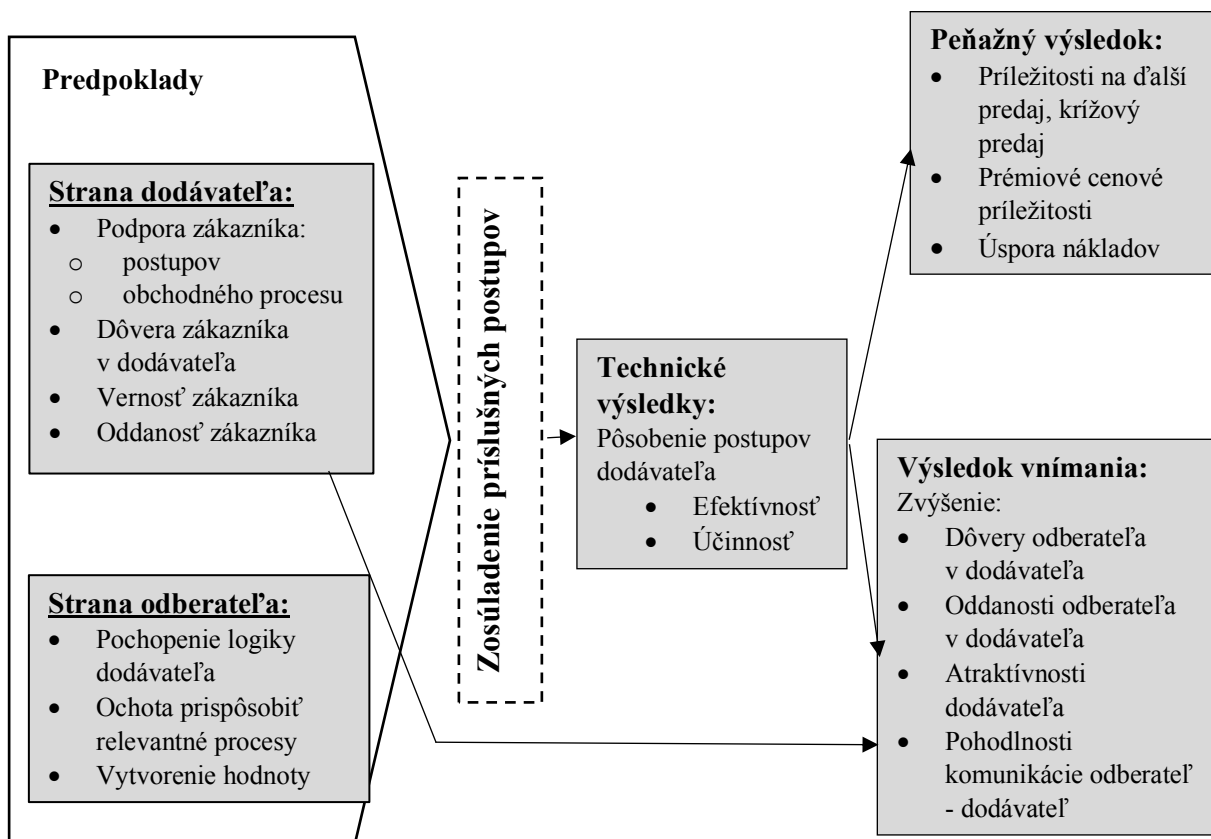 Predpoklady
Strana dodávateľa:
• Podpora zákazníka:
o postupov
o obchodného procesu
• Dôvera zákazníka
v dodávateľa
• Vernosť zákazníka
• Oddanosť zákazníka
Strana odberateľa:
• Pochopenie logiky
dodávateľa
• Ochota prispôsobiť
relevantné procesy
• Vytvorenie hodnoty
Zosúladenie príslušných postupov
Technické
výsledky:
Pôsobenie postupov
dodávateľa
• Efektívnosť
• Účinnosť
Peňažný výsledok:
• Príležitosti na ďalší
predaj, krížový
predaj
• Prémiové cenové
príležitosti
• Úspora nákladov
Výsledok vnímania:
Zvýšenie:
• Dôvery odberateľa
v dodávateľa
• Oddanosti odberateľa
v dodávateľa
• Atraktívnosti
dodávateľa
• Pohodlnosti
komunikácie odberateľ
- dodávateľ